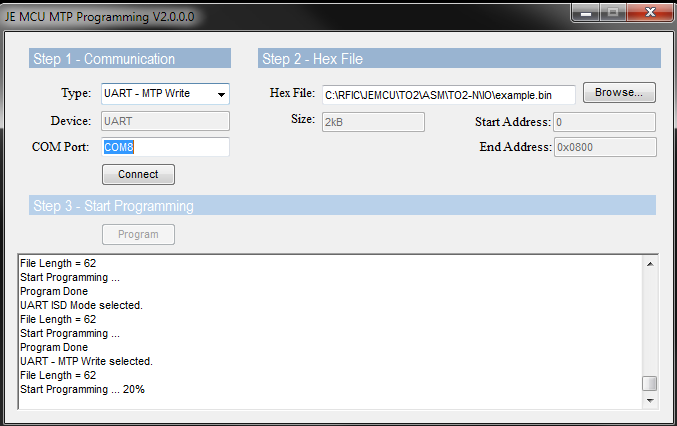 JE MCU MTP Programming V2.0.0.0
Step 1 - Communication
Step 2 - Hex File
Type: UART - MTP Write
Hex File: C:\RFIC\JEMCU\TO2\ASM\TO2-N\IO\example.bin Browse...
Device: UART
Size: 2kB
Start Address: 0
COM Port: COM8
End Address: 0x0800
Connect
Step 3 - Start Programming
Program
File Length = 62
Start Programming ...
Program Done
UART ISD Mode selected.
File Length = 62
Start Programming ...
Program Done
UART - MTP Write selected.
File Length = 62
Start Programming ... 20%